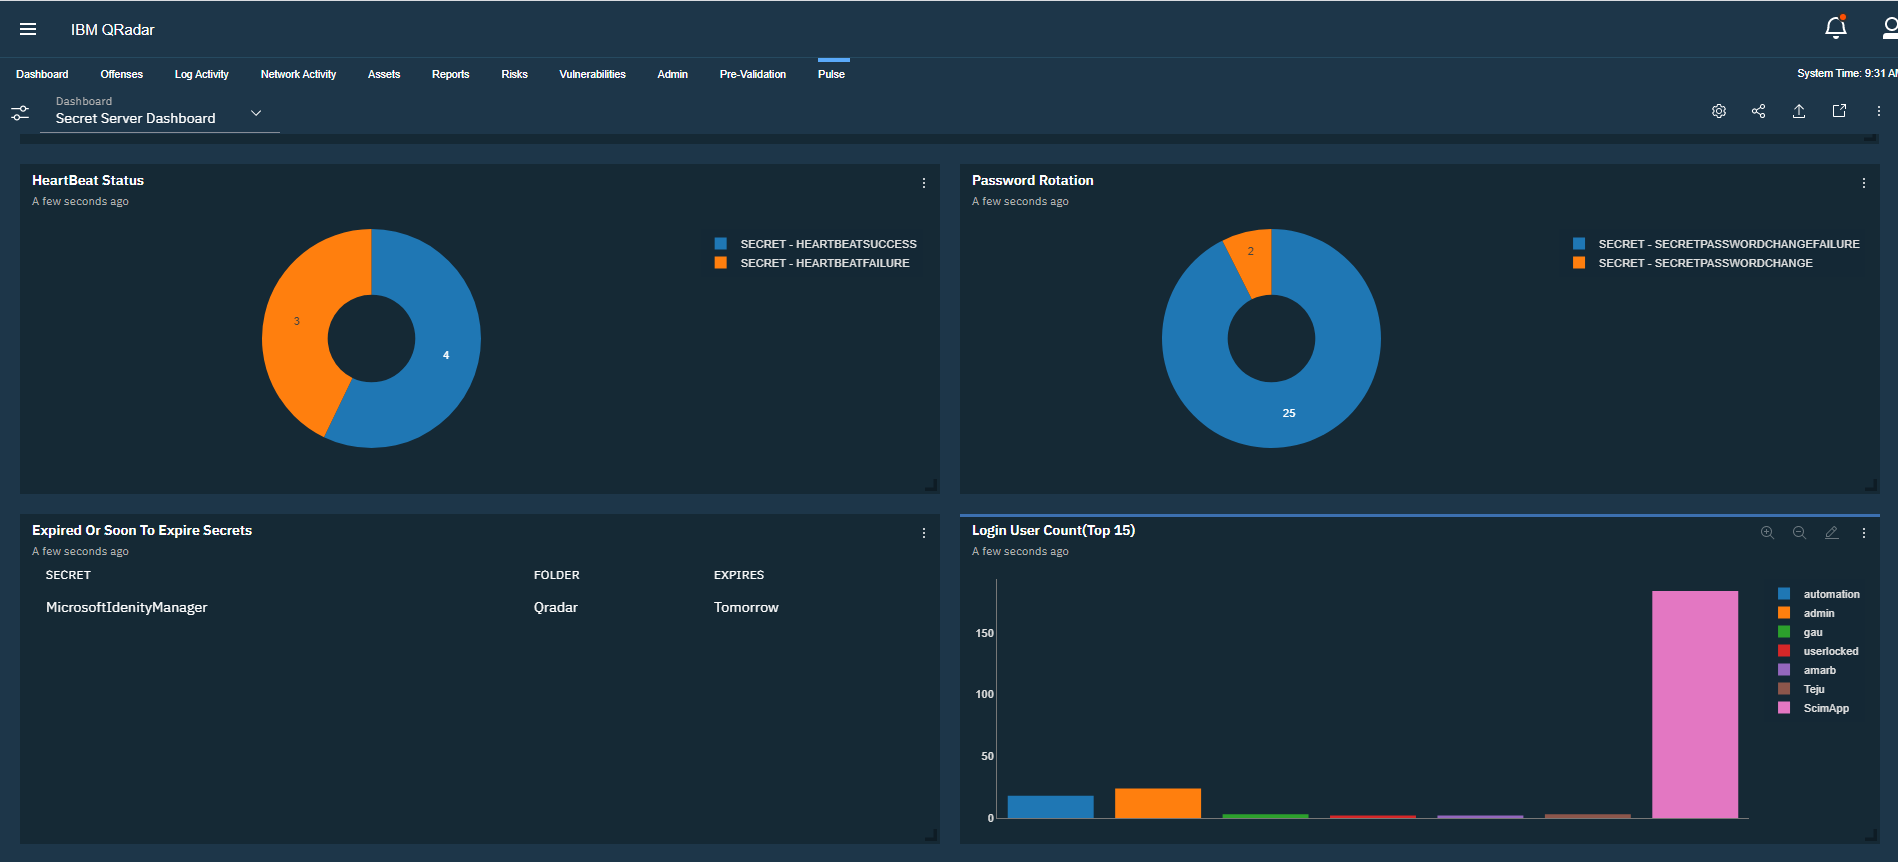 IBM QRadar
Dashboard Offenses Log Activity Network Activity Assets Reports Risks Vulnerabilities Admin Pre-Validation Pulse System Time: 9:31 AM
Dashboard
Secret Server Dashboard
HeartBeat Status
A few seconds ago
SECRET - HEARTBEATSUCCESS
SECRET - HEARTBEATFAILURE
3
4
Password Rotation
A few seconds ago
SECRET - SECRETPASSWORDCHANGEFAILURE
SECRET - SECRETPASSWORDCHANGE
2
25
Expired Or Soon To Expire Secrets
A few seconds ago
SECRET FOLDER EXPIRES
MicrosoftIdenityManager Qradar Tomorrow
Login User Count(Top 15)
A few seconds ago
150
100
50
0
automation
admin
gau
userlocked
amarb
Teju
ScimApp